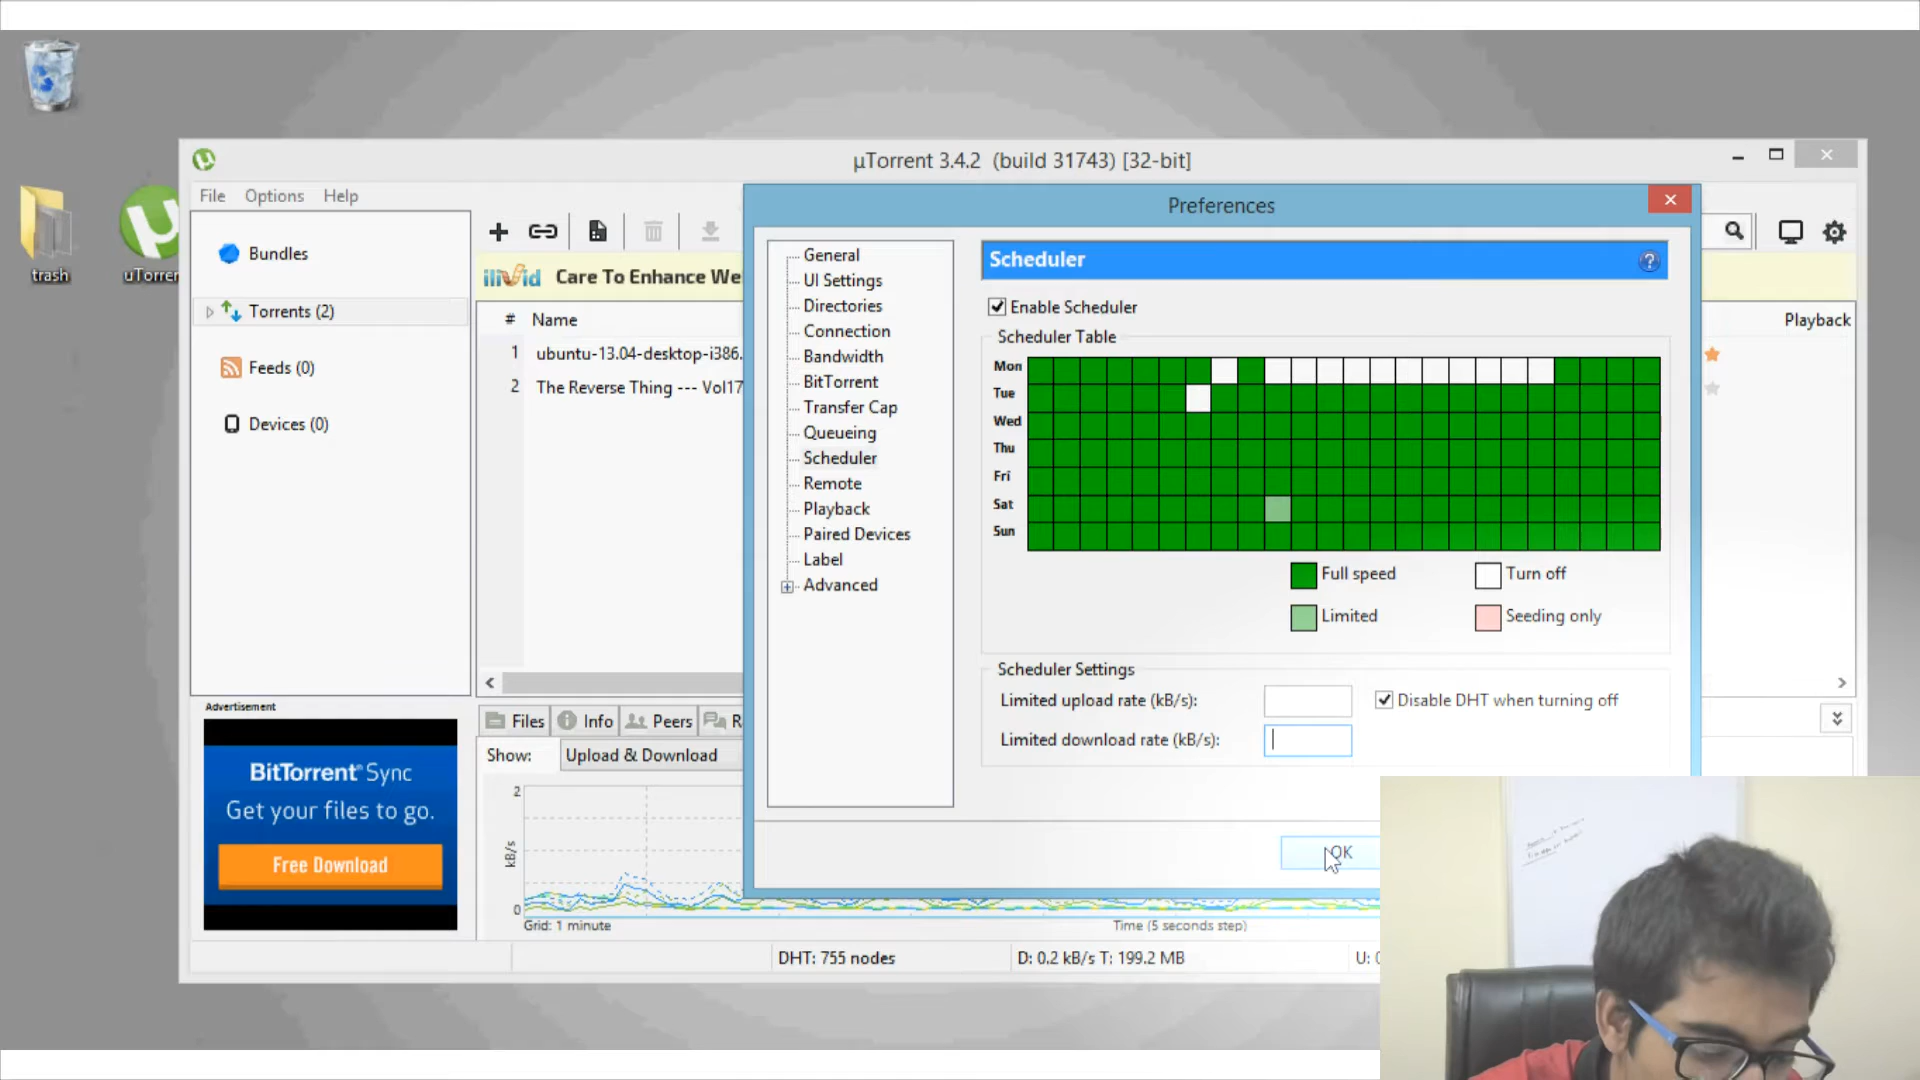 µTorrent 3.4.2 (build 31743) [32-bit]
File Options Help
Preferences
trash
uTorren
Bundles
Torrents (2)
Feeds (0)
Devices (0)
ilivid Care To Enhance We
# Name
1 ubuntu-13.04-desktop-i386.
2 The Reverse Thing --- Vol17
Playback
General
UI Settings
Directories
Connection
Bandwidth
BitTorrent
Transfer Cap
Queueing
Scheduler
Remote
Playback
Paired Devices
Label
Advanced
Scheduler
Enable Scheduler
Scheduler Table
Mon
Tue
Wed
Thu
Fri
Sat
Sun
Full speed
Turn off
Limited
Seeding only
Scheduler Settings
Limited upload rate (kB/s):
Disable DHT when turning off
Limited download rate (kB/s):
OK
Advertisement
BitTorrent Sync
Get your files to go.
Free Download
Files Info Peers R
Show: Upload & Download
2
kB/s
0
Grid: 1 minute
Time (5 seconds step)
DHT: 755 nodes
D: 0.2 kB/s T: 199.2 MB
U: 0